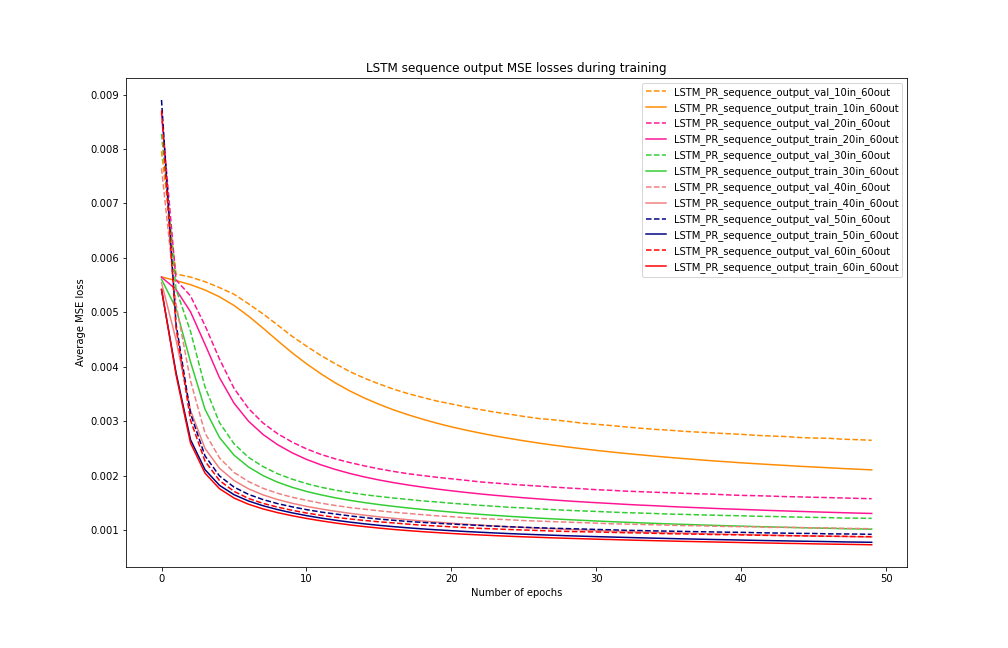 LSTM sequence output MSE losses during training
LSTM_PR_sequence_output_val_10in_60out
LSTM_PR_sequence_output_train_10in_60out
LSTM_PR_sequence_output_val_20in_60out
LSTM_PR_sequence_output_train_20in_60out
LSTM_PR_sequence_output_val_30in_60out
LSTM_PR_sequence_output_train_30in_60out
LSTM_PR_sequence_output_val_40in_60out
LSTM_PR_sequence_output_train_40in_60out
LSTM_PR_sequence_output_val_50in_60out
LSTM_PR_sequence_output_train_50in_60out
LSTM_PR_sequence_output_val_60in_60out
LSTM_PR_sequence_output_train_60in_60out
Average MSE loss
0.009
0.008
0.007
0.006
0.005
0.004
0.003
0.002
0.001
0 10 20 30 40 50
Number of epochs